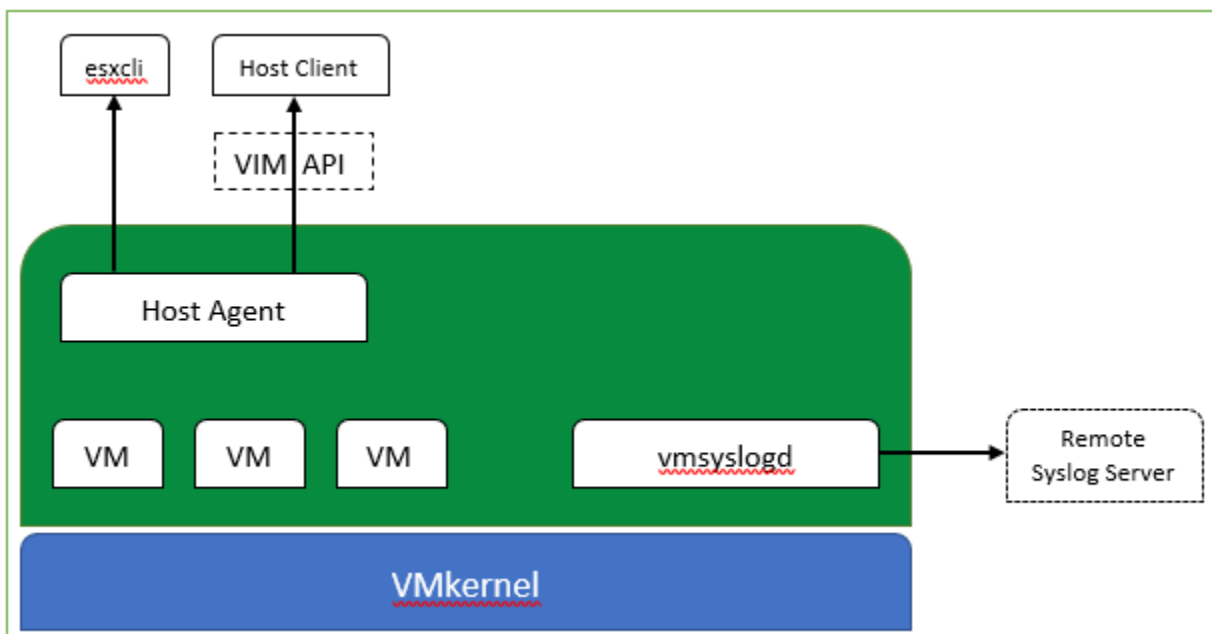 esxcli
Host Client
VIM API
Host Agent
VM
VM
VM
vmsyslogd
Remote
Syslog Server
VMkernel